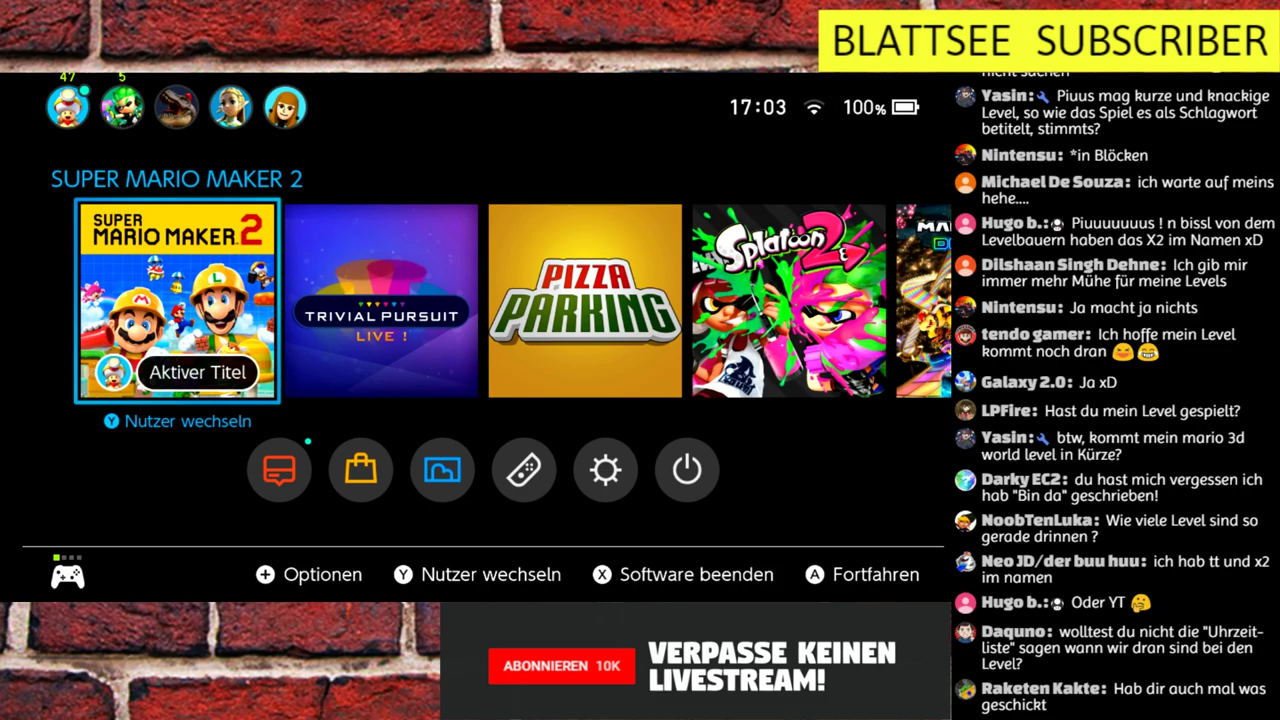 BLATTSEE SUBSCRIBER
47 5
17:03 100%
SUPER MARIO MAKER 2
SUPER
MARIO MAKER 2
Aktiver Titel
TRIVIAL PURSUIT
LIVE !
PIZZA
PARKING
Splatoon 2
Y Nutzer wechseln
+ Optionen Y Nutzer wechseln X Software beenden A Fortfahren
ABONNIEREN 10K
VERPASSE KEINEN
LIVESTREAM!
nicht suchen
Yasin: Piuus mag kurze und knackige
Level, so wie das Spiel es als Schlagwort
betitelt, stimmts?
Nintensu: *in Blöcken
Michael De Souza: ich warte auf meins
hehe....
Hugo b.: Piuuuuuus ! n bissl von dem
Levelbauern haben das X2 im Namen xD
Dilshaan Singh Dehne: Ich gib mir
immer mehr Mühe für meine Levels
Nintensu: Ja macht ja nichts
tendo gamer: Ich hoffe mein Level
kommt noch dran 😆😂
Galaxy 2.0: Ja xD
LPFire: Hast du mein Level gespielt?
Yasin: btw, kommt mein mario 3d
world level in Kürze?
Darky EC2: du hast mich vergessen ich
hab "Bin da" geschrieben!
NoobTenLuka: Wie viele Level sind so
gerade drinnen ?
Neo JD/der buu huu: ich hab tt und x2
im namen
Hugo b.: Oder YT 🤔
Daquno: wolltest du nicht die "Uhrzeit-
liste" sagen wann wir dran sind bei den
Level?
Raketen Kakte: Hab dir auch mal was
geschickt